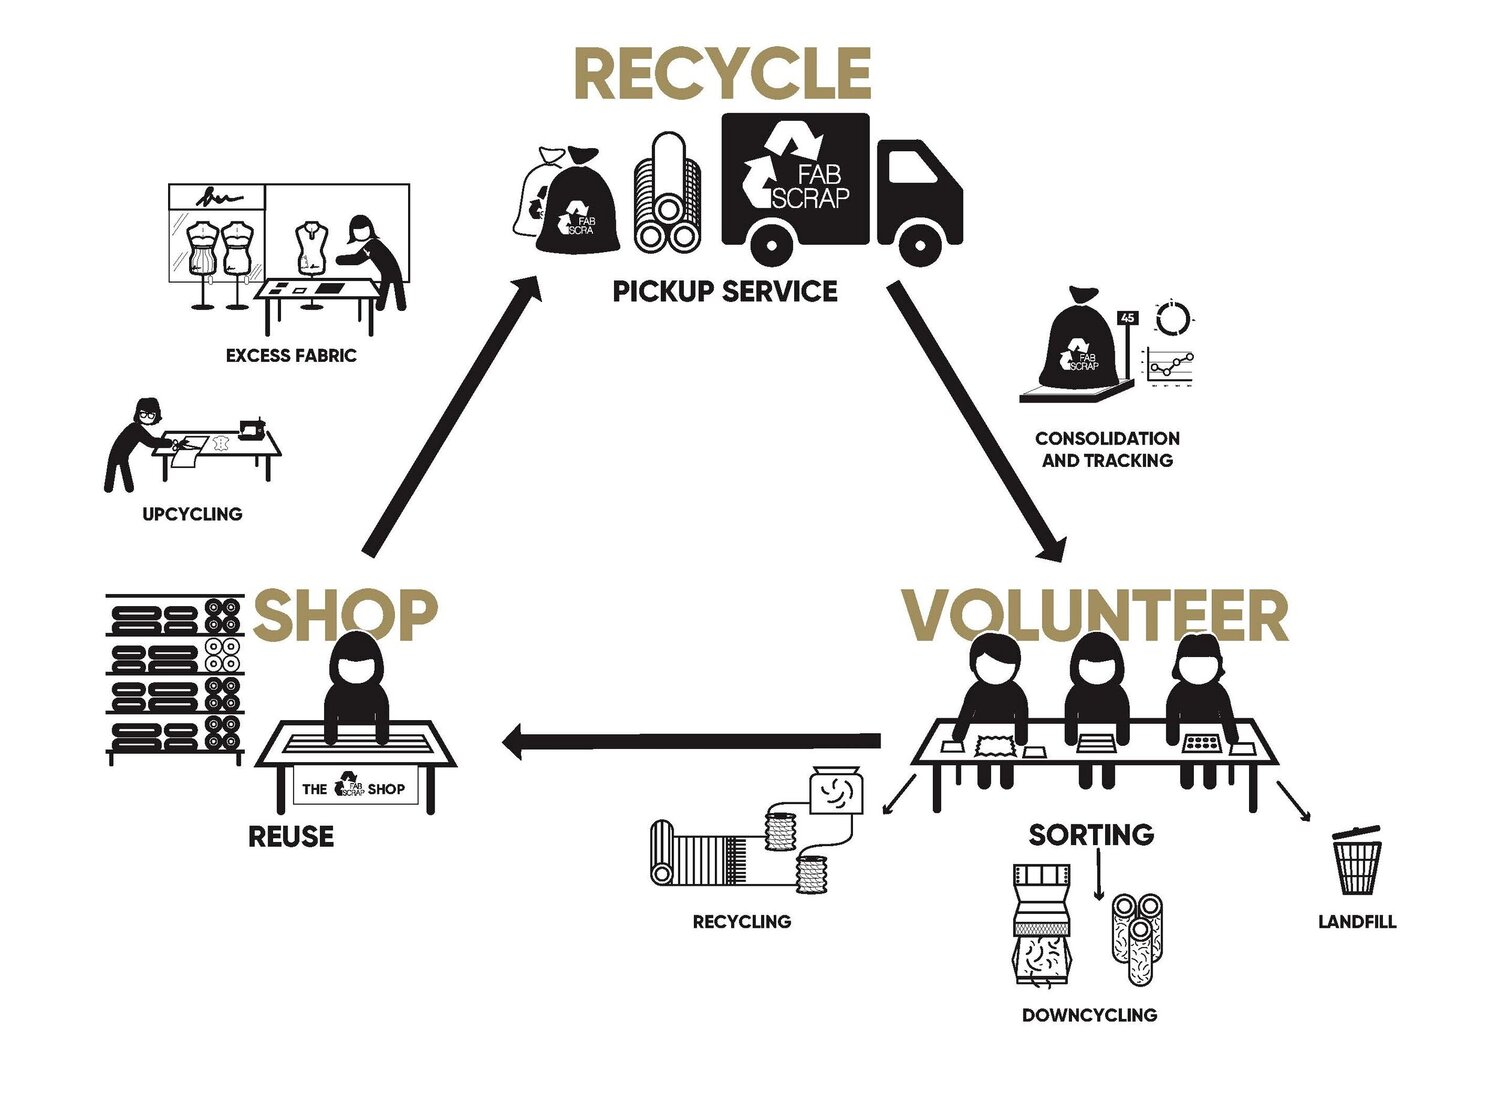 RECYCLE
FAB
SCRAP
FAB
SCRA
PICKUP SERVICE
EXCESS FABRIC
45
FAB
SCRAP
CONSOLIDATION
AND TRACKING
UPCYCLING
SHOP
VOLUNTEER
THE FAB SCRAP SHOP
REUSE
SORTING
RECYCLING
LANDFILL
DOWNCYCLING